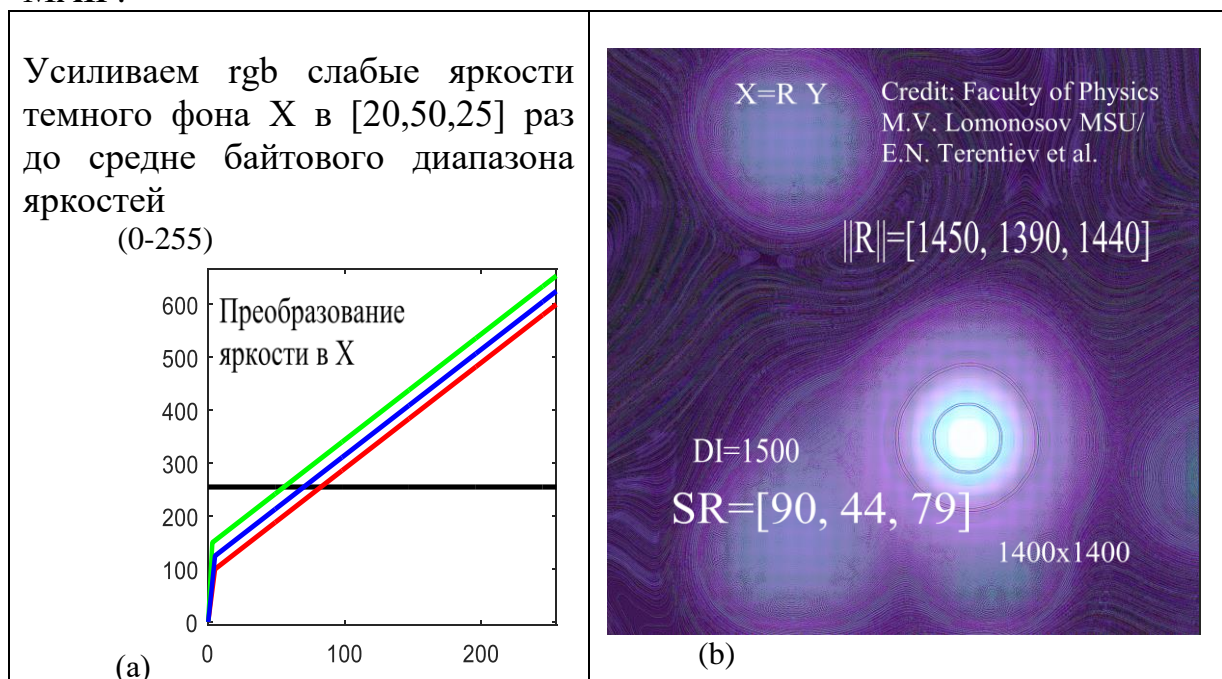 Усиливаем rgb слабые яркости
темного фона X в [20,50,25] раз
до средне байтового диапазона
яркостей
(0-255)
Преобразование
яркости в X
600
500
400
300
200
100
0
0 100 200
(a)
X=R Y
Credit: Faculty of Physics
M.V. Lomonosov MSU/
E.N. Terentiev et al.
||R||=[1450, 1390, 1440]
DI=1500
SR=[90, 44, 79]
1400x1400
(b)